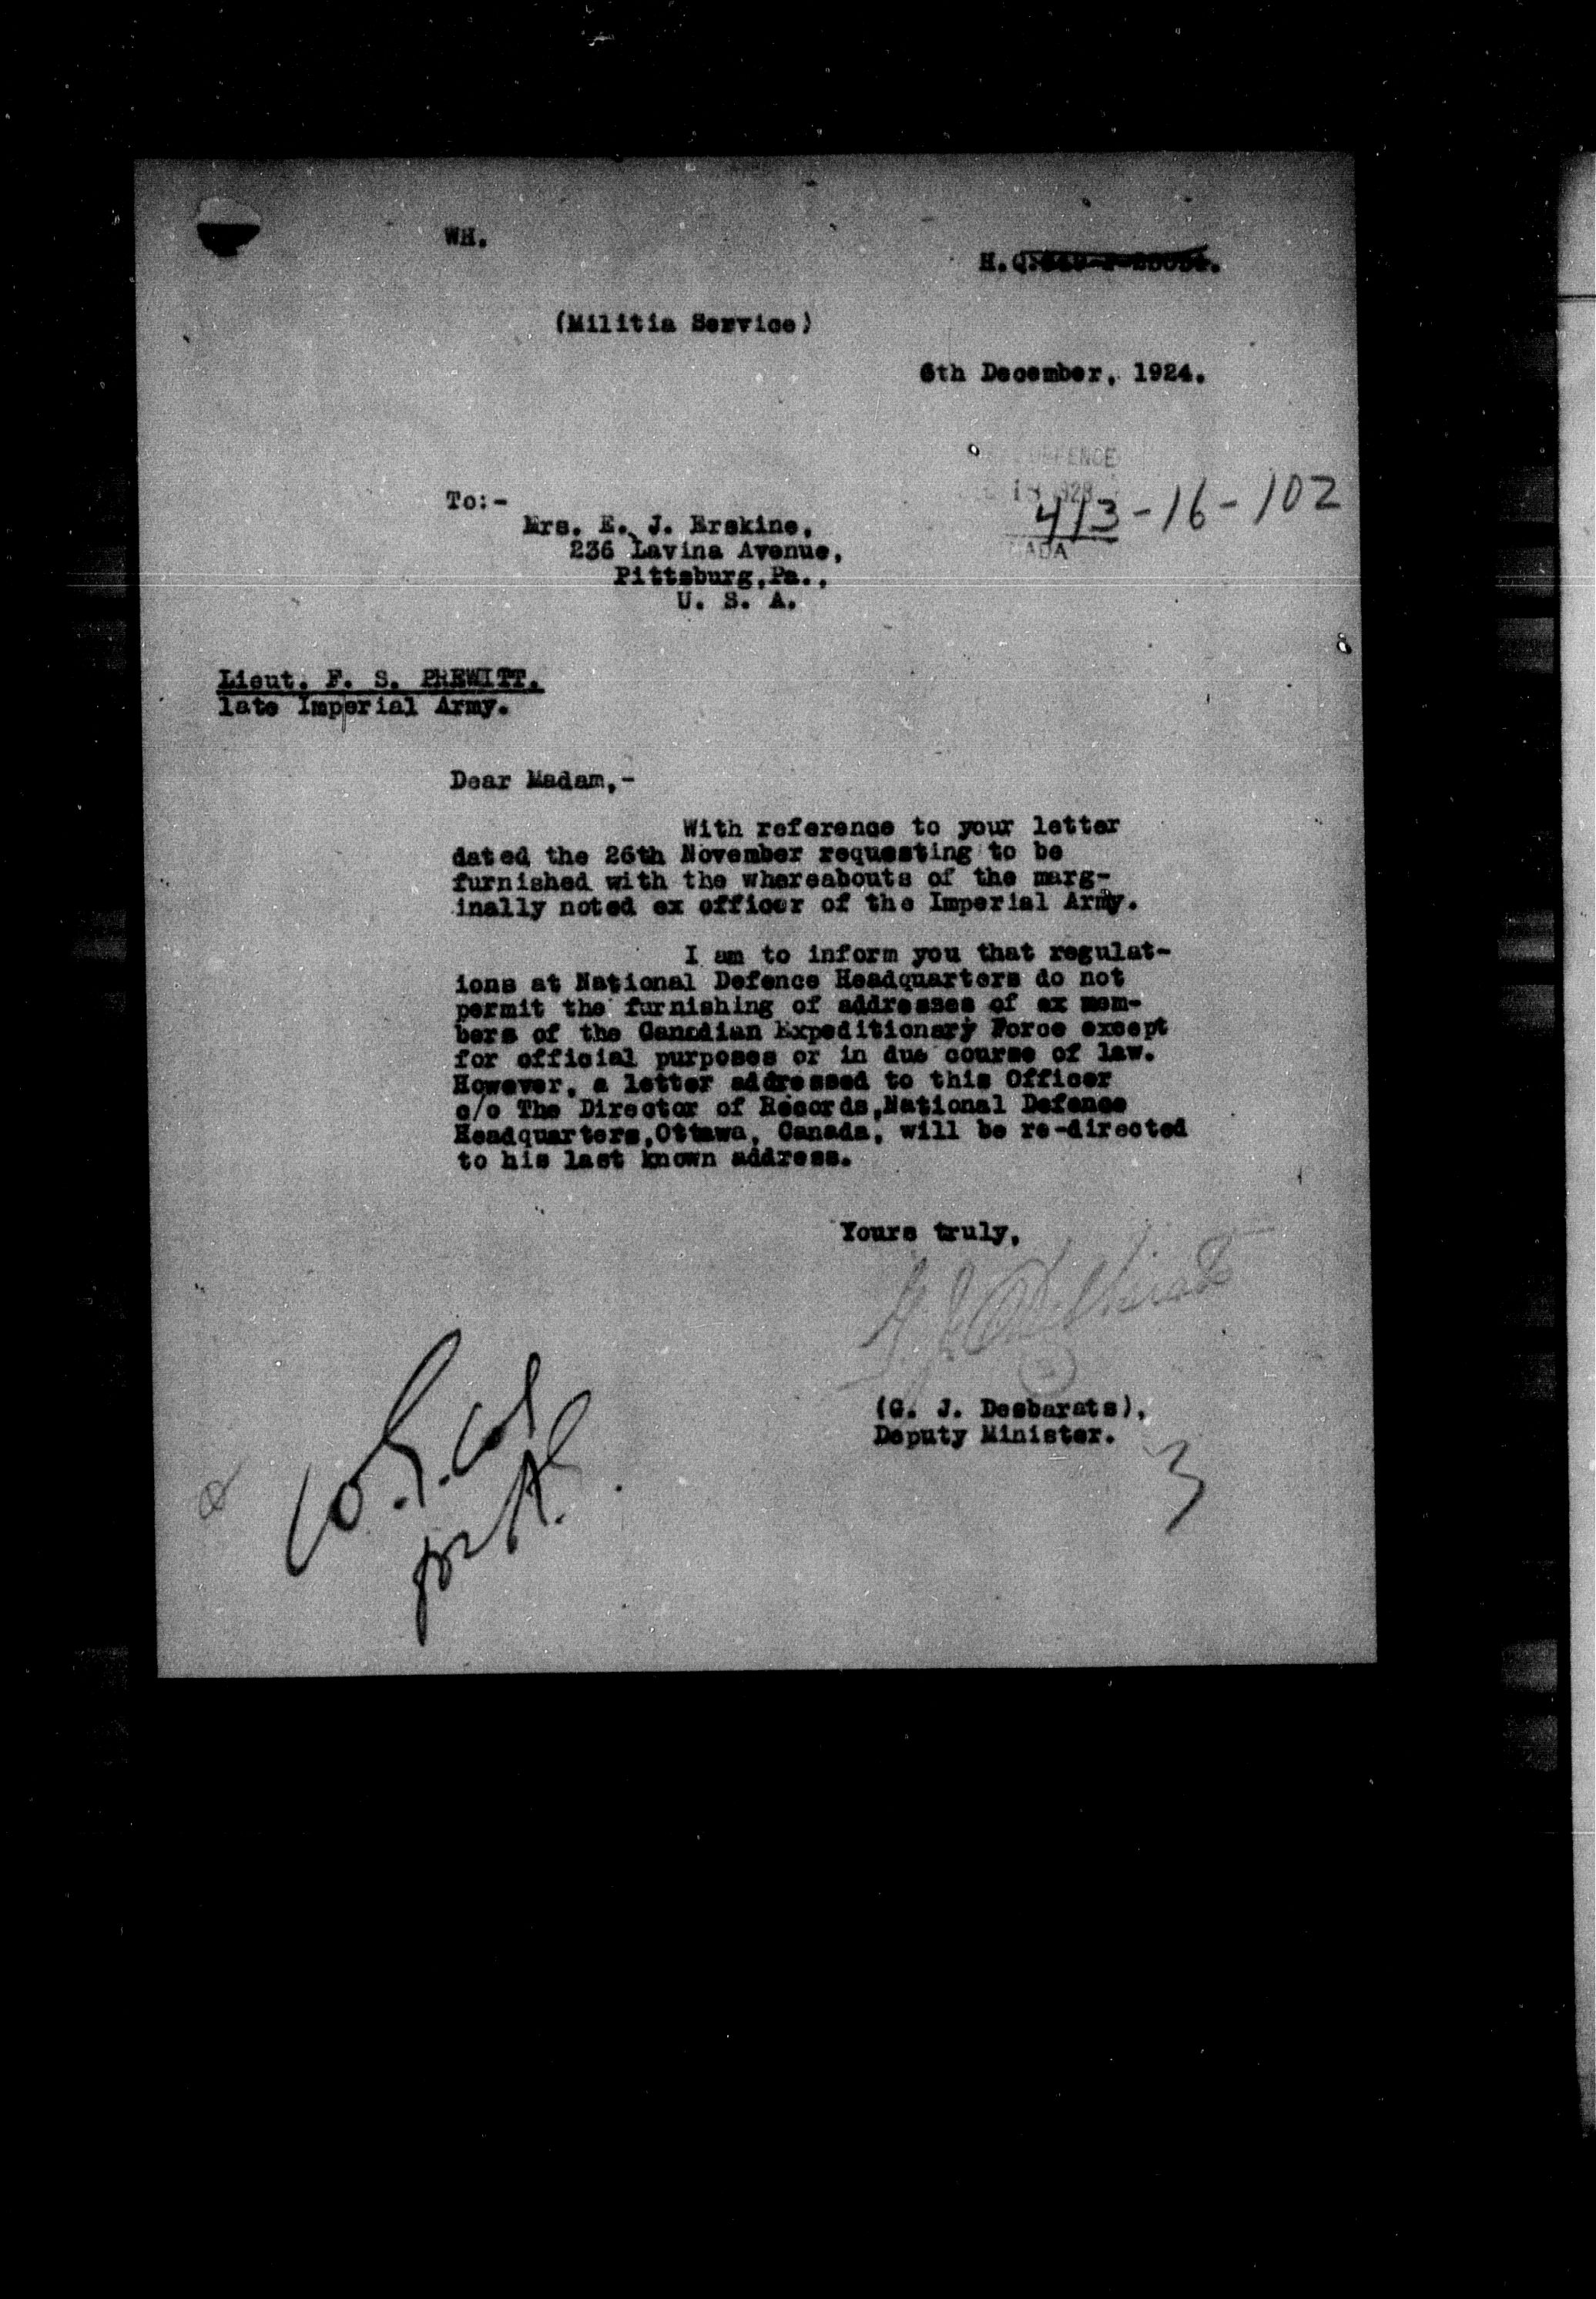 WH.
H.Q.
(Militia Service)
6th December, 1924.
DEFENCE
413-16-102
To:-
Mrs. E. J. Erskine,
236 Lavina Avenue,
Pittsburg,Pa.,
U. S. A.
Lieut. F. S. PREWITT.
late Imperial Army.
Dear Madam,-
With reference to your letter
dated the 26th November requesting to be
furnished with the whereabouts of the marg-
inally noted ex officer of the Imperial Army.
I am to inform you that regulat-
ions at National Defence Headquarters do not
permit the furnishing of addresses of ex mem-
bers of the Canadian Expeditionary Force except
for official purposes or in due course of law.
However, a letter addressed to this Officer
c/o The Director of Records,National Defence
Headquarters,Ottawa, Canada, will be re-directed
to his last known address.
Yours truly,
(G. J. Desbarats),
Deputy Minister.
3